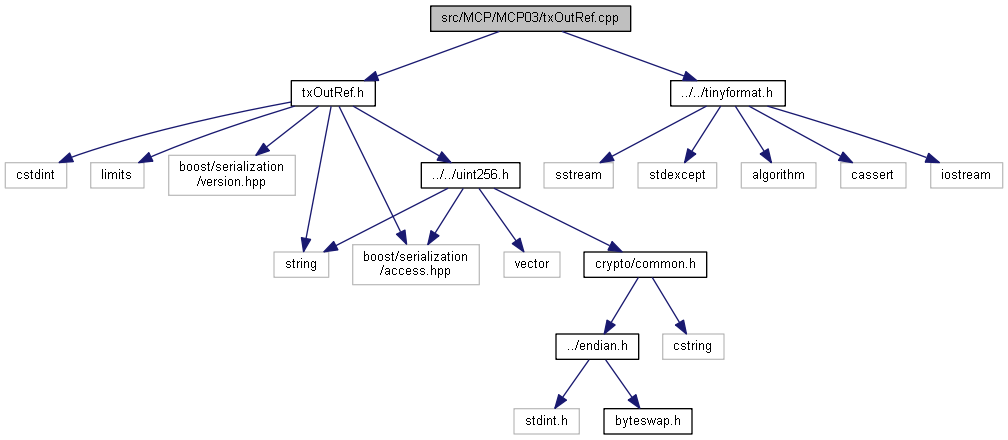 src/MCP/MCP03/txOutRef.cpp
txOutRef.h
../../tinyformat.h
cstdint
limits
boost/serialization
/version.hpp
../../uint256.h
sstream
stdexcept
algorithm
cassert
iostream
string
boost/serialization
/access.hpp
vector
crypto/common.h
../endian.h
cstring
stdint.h
byteswap.h